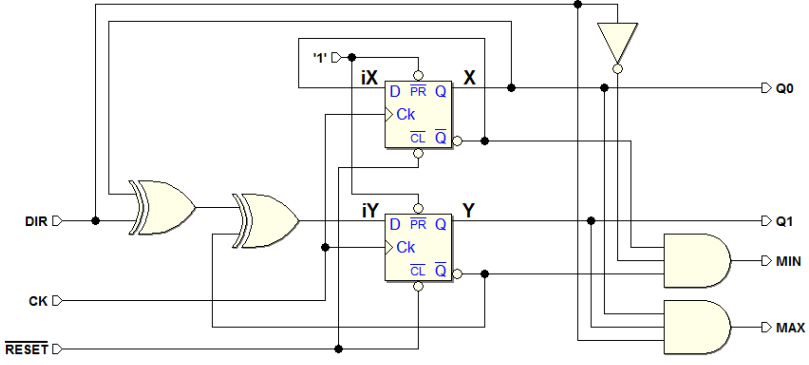 '1'
iX
X
D
PR
Q
Q0
Ck
CL
Q
iY
Y
DIR
D
PR
Q
Q1
Ck
MIN
CL
Q
CK
MAX
RESET